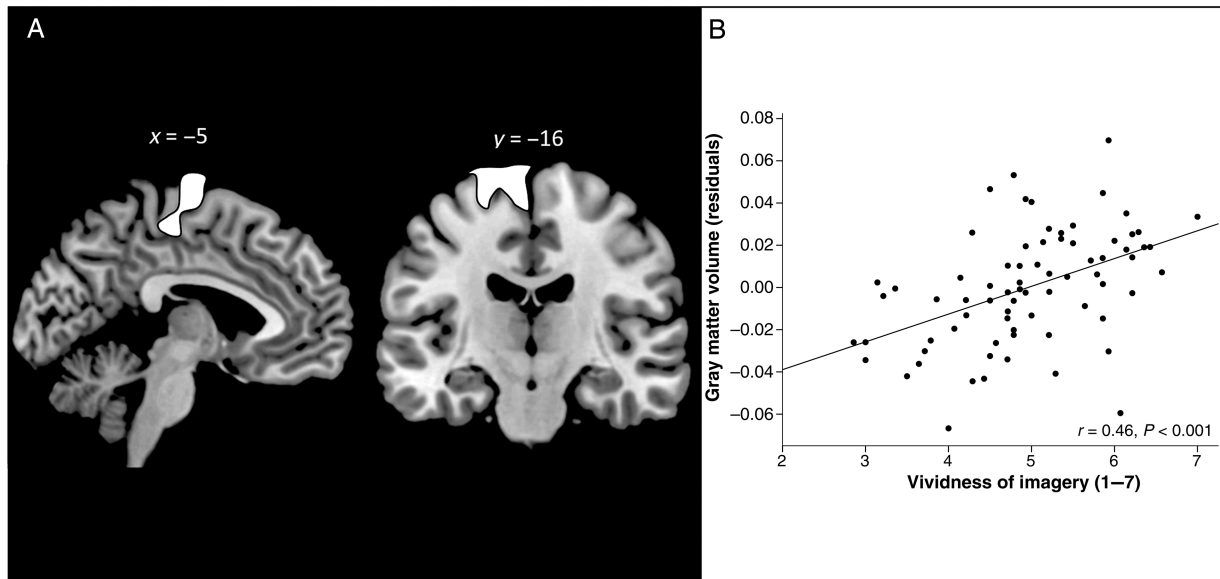 A
x = –5
y = –16
B
Gray matter volume (residuals)
0.08
0.06
0.04
0.02
0.00
–0.02
–0.04
–0.06
r = 0.46, P < 0.001
2 3 4 5 6 7
Vividness of imagery (1–7)